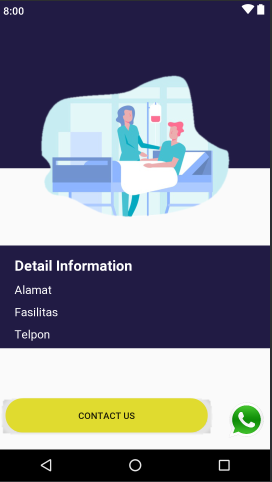 8:00
Detail Information
Alamat
Fasilitas
Telpon
CONTACT US